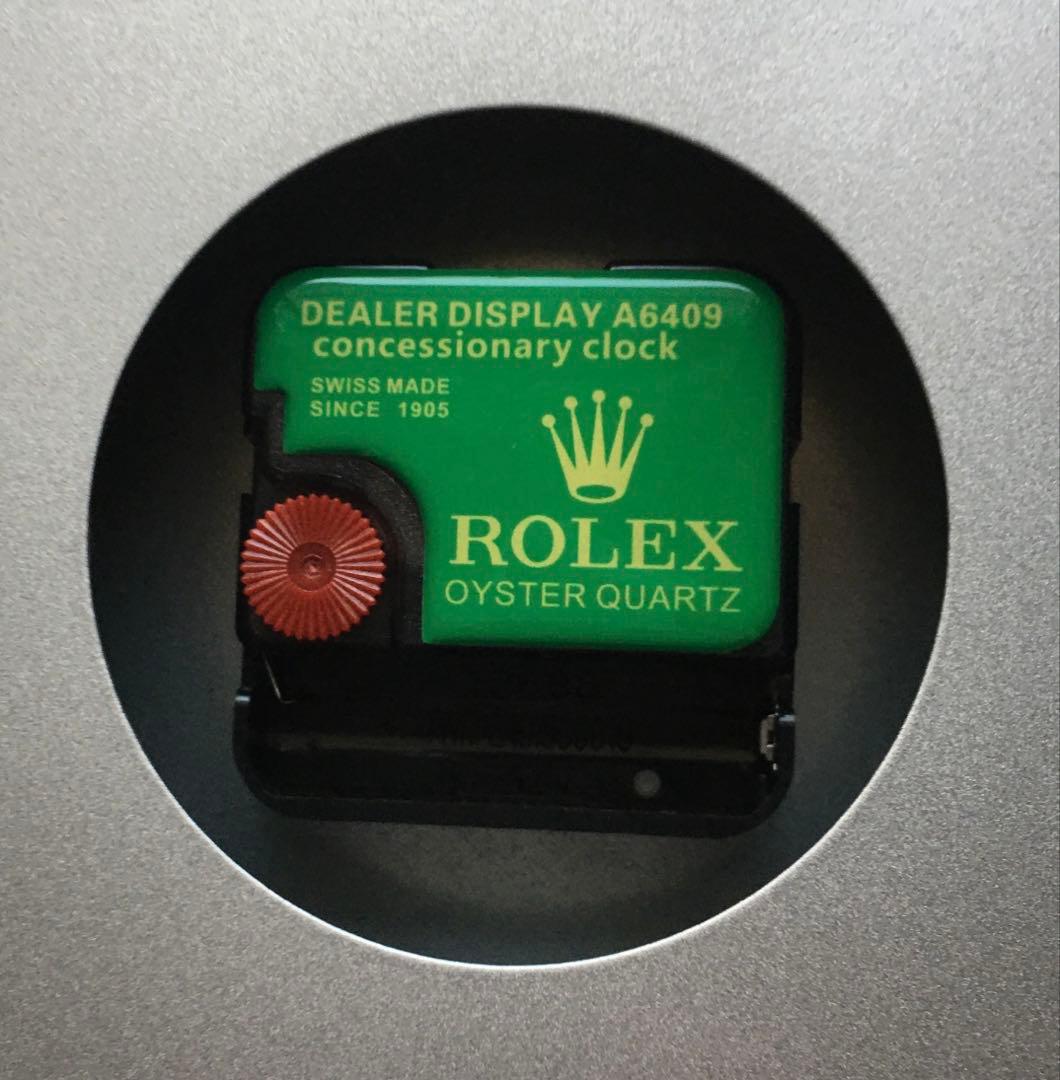 DEALER DISPLAY A6409
concessionary clock
SWISS MADE
SINCE 1905
ROLEX
OYSTER QUARTZ